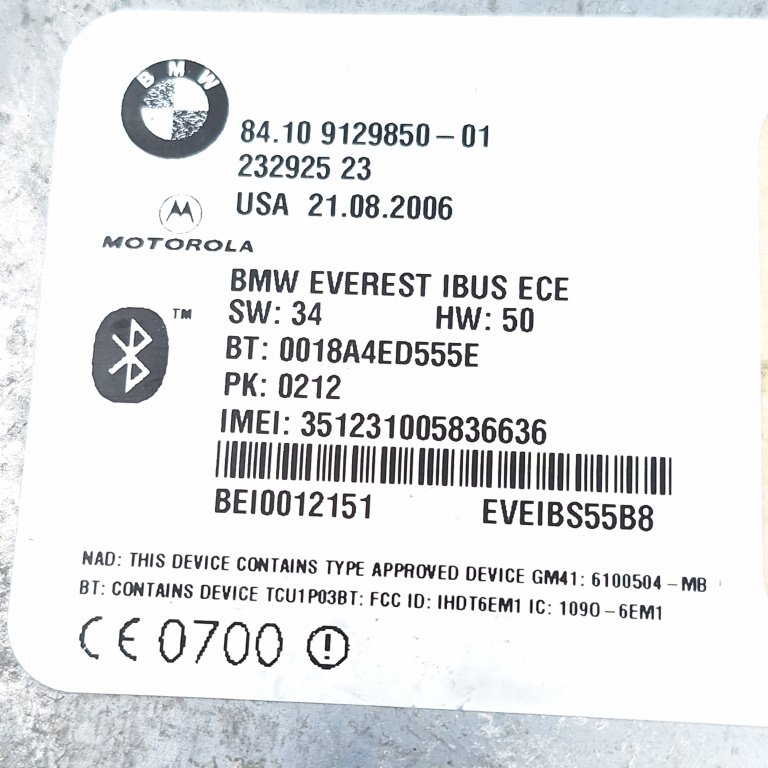 BMW
84.10 9129850-01
232925 23
USA 21.08.2006
MOTOROLA
BMW EVEREST IBUS ECE
SW: 34 HW: 50
TM
BT: 0018A4ED555E
PK: 0212
IMEI: 351231005836636
BEI0012151 EVEIBS55B8
NAD: THIS DEVICE CONTAINS TYPE APPROVED DEVICE GM41: 6100504-MB
BT: CONTAINS DEVICE TCU1P03BT: FCC ID: IHDT6EM1 IC: 1090-6EM1
CE 0700 !